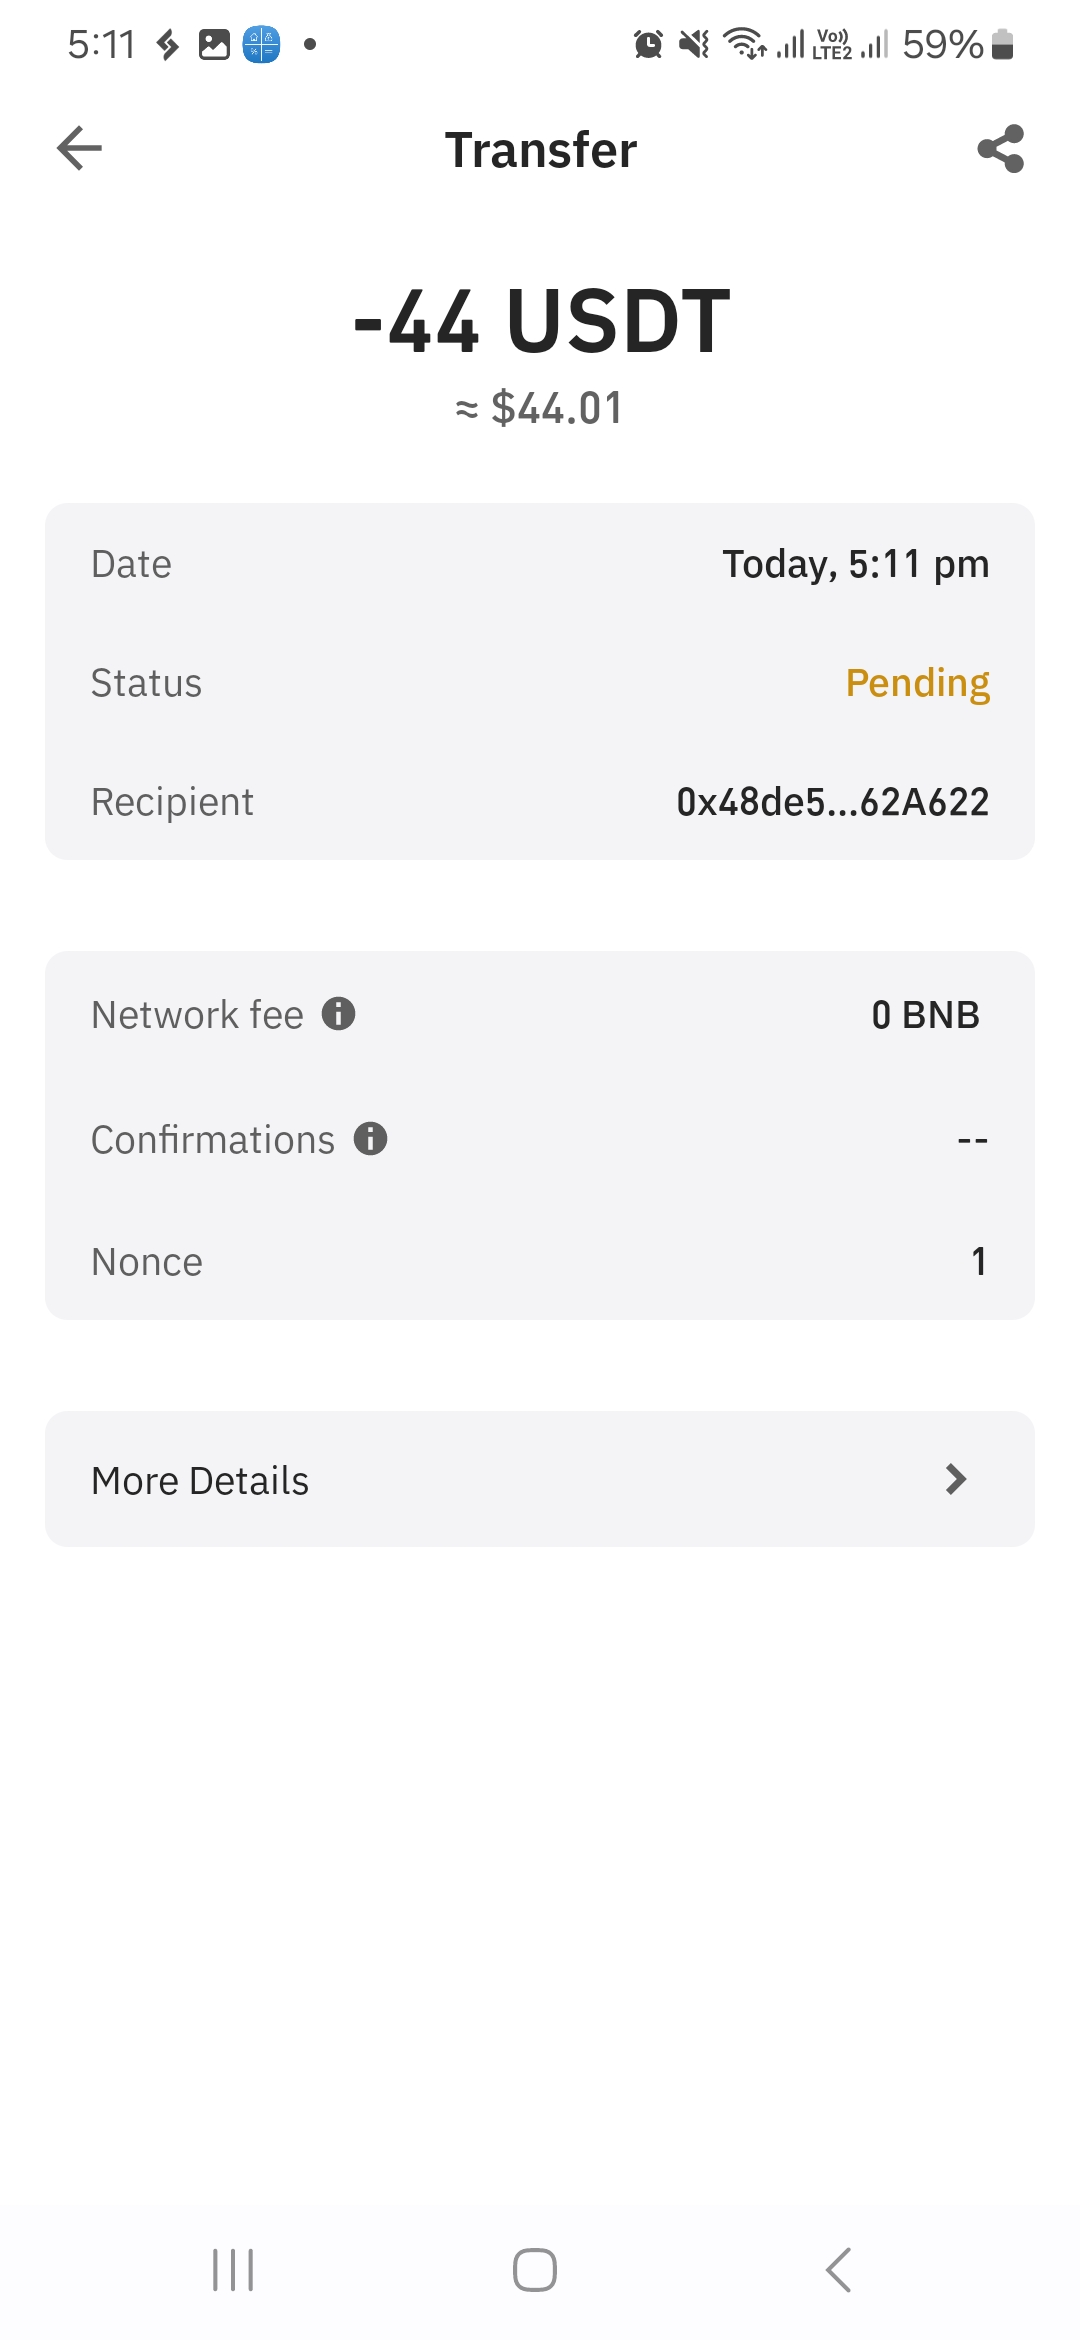 5:11 Vo)) LTE2 59%
Transfer
-44 USDT
≈ $44.01
Date Today, 5:11 pm
Status Pending
Recipient 0x48de5...62A622
Network fee 0 BNB
Confirmations --
Nonce 1
More Details